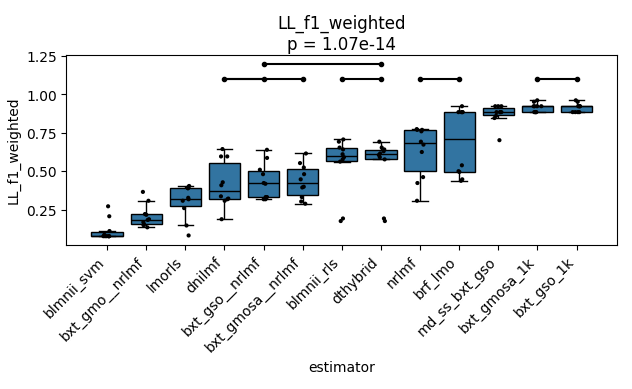 LL_f1_weighted
p = 1.07e-14
1.25
1.00
0.75
0.50
0.25
LL_f1_weighted
blmnii_svm
bxt_gmo__nrlmf
lmorls
dnilmf
bxt_gso__nrlmf
bxt_gmosa__nrlmf
blmnii_rls
dthybrid
nrlmf
brf_lmo
md_ss_bxt_gso
bxt_gmosa_1k
bxt_gso_1k
estimator